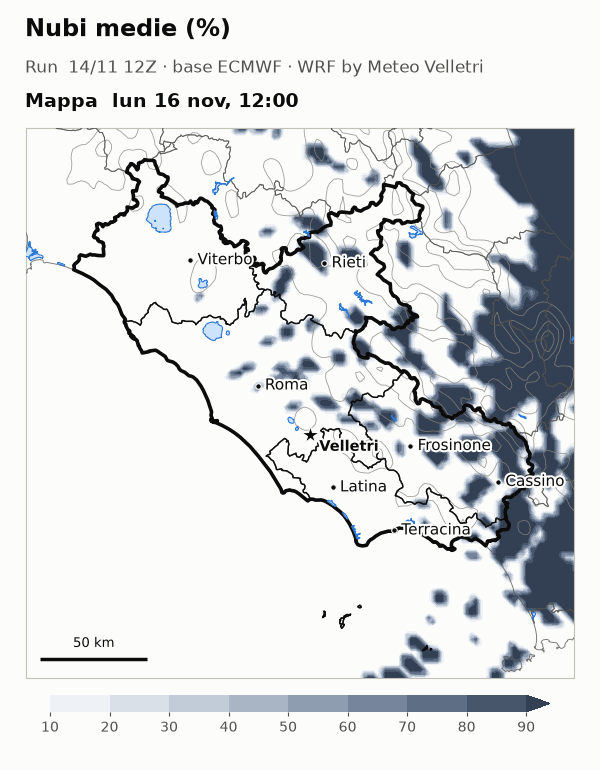 Nubi medie (%)
Run  14/11 12Z · base ECMWF · WRF by Meteo Velletri
Mappa  lun 16 nov, 12:00
Viterbo
Rieti
Roma
Velletri
Frosinone
Cassino
Latina
Terracina
50 km
10 20 30 40 50 60 70 80 90